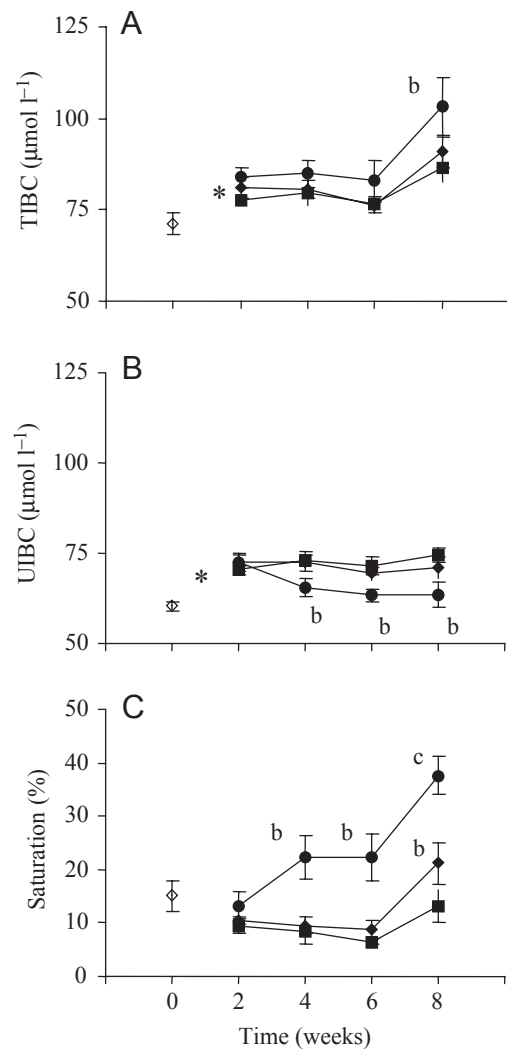 A
125
100
75
50
TIBC (µmol l⁻¹)
*
b
B
125
100
75
50
UIBC (µmol l⁻¹)
*
b b b
C
50
40
30
20
10
0
Saturation (%)
b b b c
0 2 4 6 8
Time (weeks)